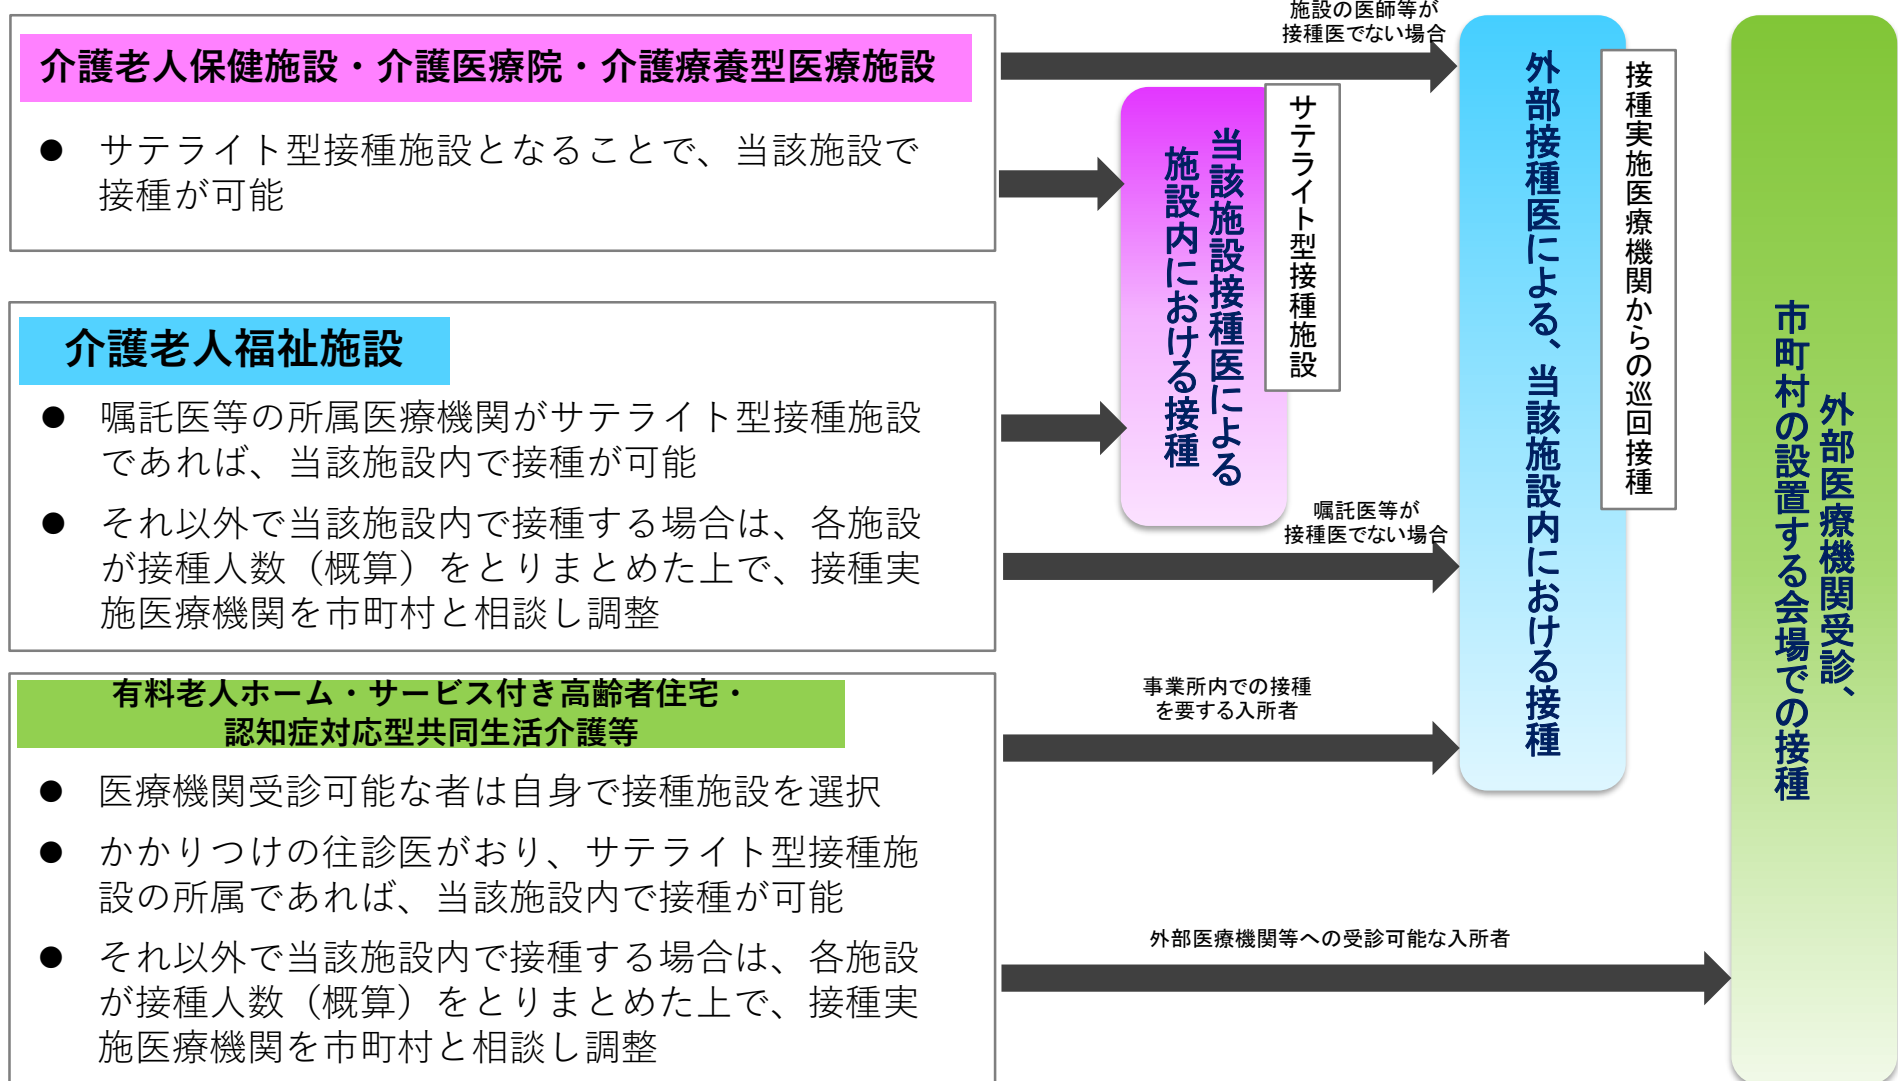 介護老人保健施設・介護医療院・介護療養型医療施設
● サテライト型接種施設となることで、当該施設で
接種が可能
介護老人福祉施設
● 嘱託医等の所属医療機関がサテライト型接種施設
であれば、当該施設内で接種が可能
● それ以外で当該施設内で接種する場合は、各施設
が接種人数（概算）をとりまとめた上で、接種実
施医療機関を市町村と相談し調整
有料老人ホーム・サービス付き高齢者住宅・
認知症対応型共同生活介護等
● 医療機関受診可能な者は自身で接種施設を選択
● かかりつけの往診医がおり、サテライト型接種施
設の所属であれば、当該施設内で接種が可能
● それ以外で当該施設内で接種する場合は、各施設
が接種人数（概算）をとりまとめた上で、接種実
施医療機関を市町村と相談し調整
施設の医師等が
接種医でない場合
嘱託医等が
接種医でない場合
事業所内での接種
を要する入所者
外部医療機関等への受診可能な入所者
当該施設接種医による
施設内における接種
サテライト型接種施設
外部接種医による、当該施設内における接種
接種実施医療機関からの巡回接種
外部医療機関受診、
市町村の設置する会場での接種